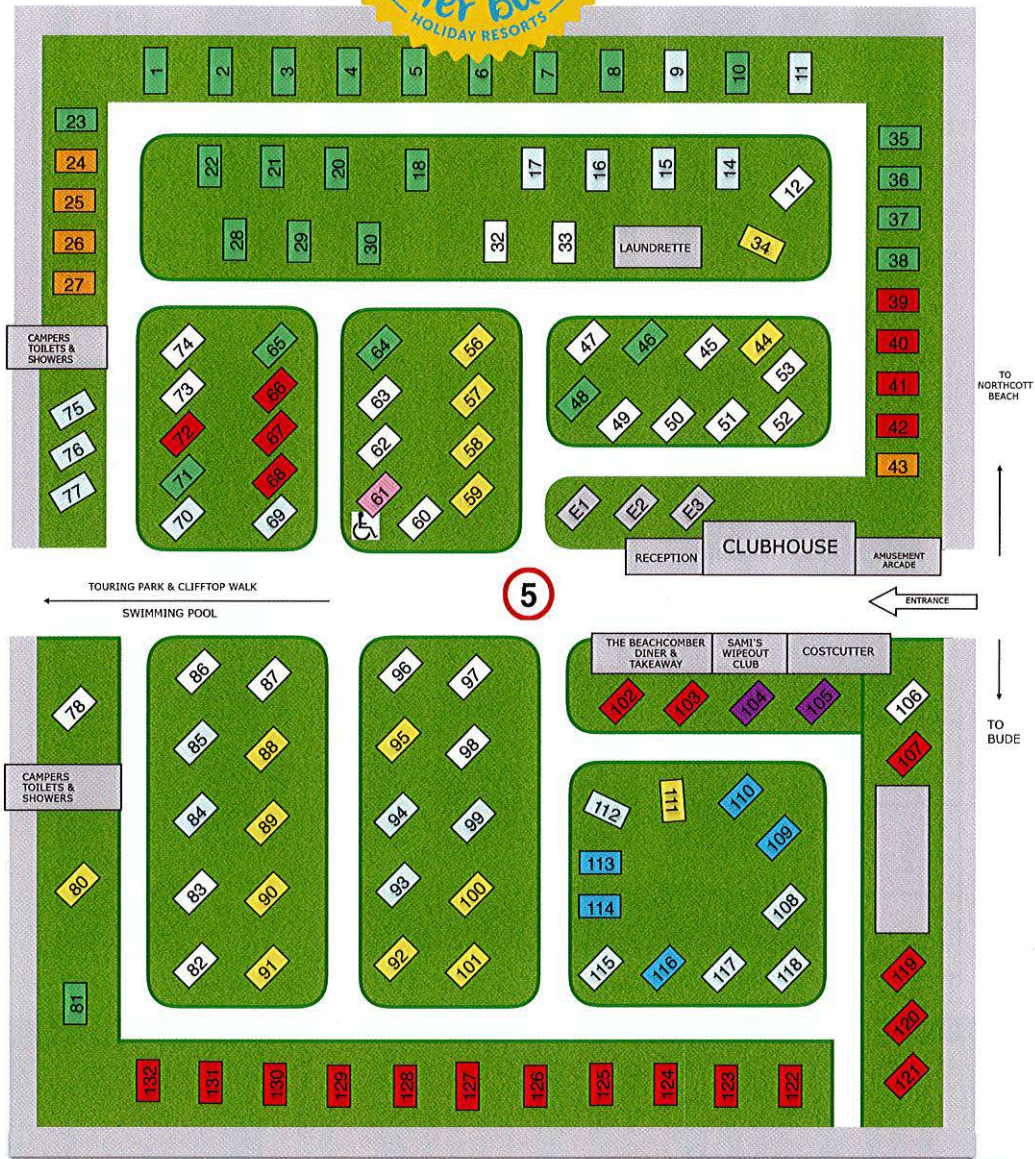 HOLIDAY RESORTS
1 2 3 4 5 6 7 8 9 10 11
23
24
25
26
27
22 21 20 18 17 16 15 14 12
28 29 30 32 33
LAUNDRETTE
34
35
36
37
38
39
40
41
42
43
CAMPERS
TOILETS &
SHOWERS
75
76
77
74 65
73 66
72 67
71 68
70 69
64 56
63 57
62 58
61 59
60
47 46 45 44
53
48 49 50 51 52
E1 E2 E3
RECEPTION
CLUBHOUSE
AMUSEMENT
ARCADE
TO
NORTHCOTT
BEACH
TOURING PARK & CLIFFTOP WALK
SWIMMING POOL
5
ENTRANCE
THE BEACHCOMBER
DINER &
TAKEAWAY
SAMI'S
WIPEOUT
CLUB
COSTCUTTER
102 103 104 105
106
107
TO
BUDE
78
CAMPERS
TOILETS &
SHOWERS
80
81
86 87
85 88
84 89
83 90
82 91
96 97
95 98
94 99
93 100
92 101
112 111 110
109
113
114
108
115 116 117 118
119
120
121
132 131 130 129 128 127 126 125 124 123 122